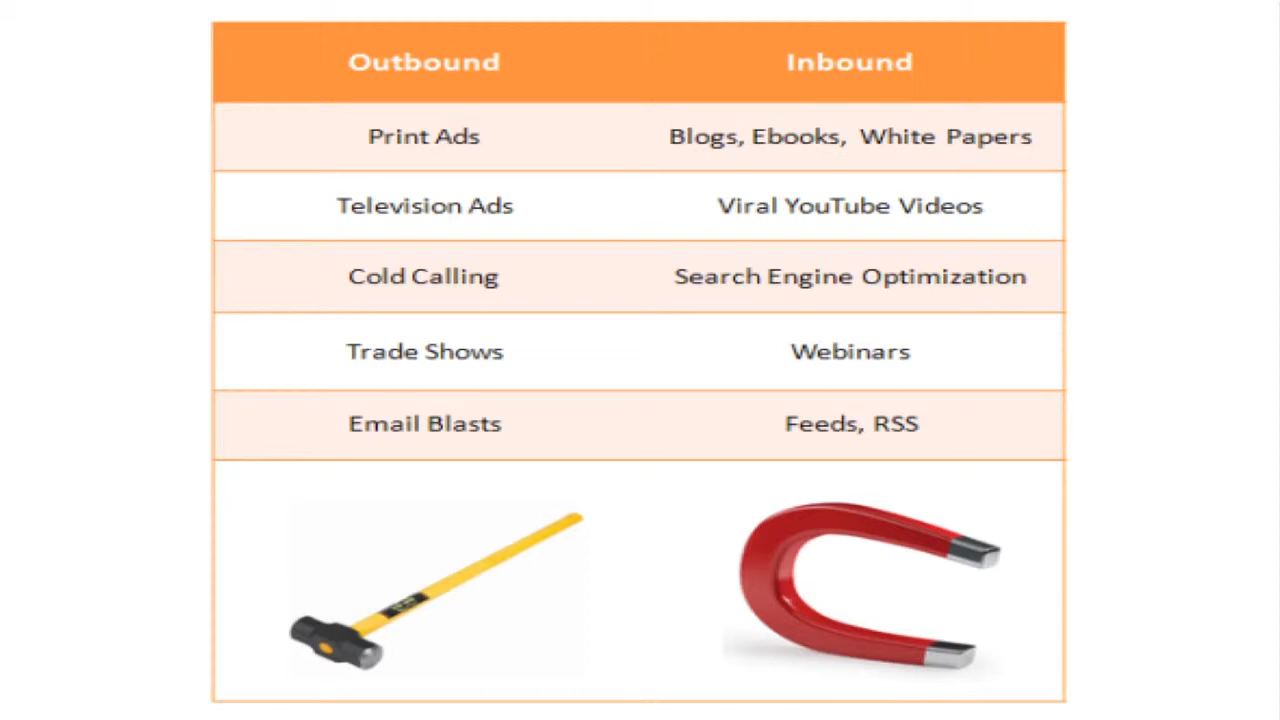 Outbound Inbound
Print Ads Blogs, Ebooks, White Papers
Television Ads Viral YouTube Videos
Cold Calling Search Engine Optimization
Trade Shows Webinars
Email Blasts Feeds, RSS